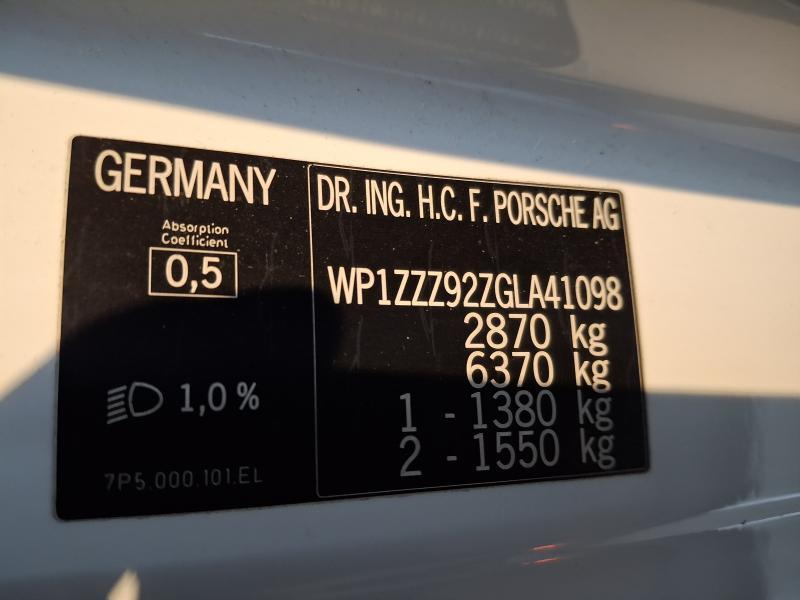 GERMANY
Absorption
Coefficient
0,5
1,0 %
7P5.000.101.EL
DR. ING. H.C. F. PORSCHE AG
WP1ZZZ92ZGLA41098
2870 kg
6370 kg
1 - 1380 kg
2 - 1550 kg